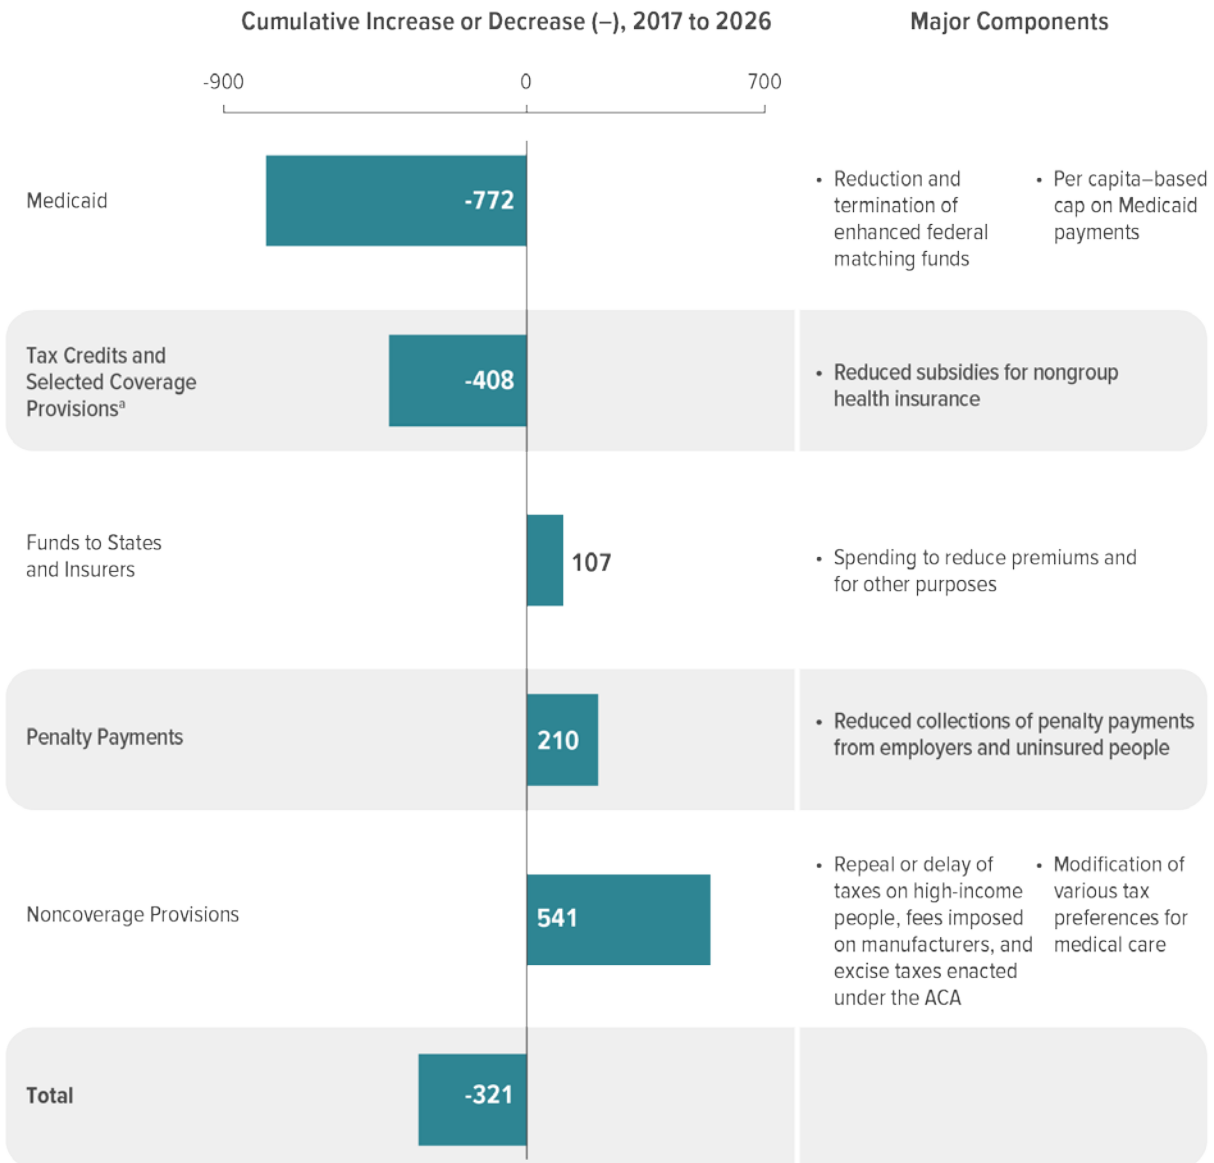 Cumulative Increase or Decrease (–), 2017 to 2026
Major Components
-900
0
700
Medicaid
-772
• Reduction and
termination of
enhanced federal
matching funds
• Per capita–based
cap on Medicaid
payments
Tax Credits and
Selected Coverage
Provisionsᵃ
-408
• Reduced subsidies for nongroup
health insurance
Funds to States
and Insurers
107
• Spending to reduce premiums and
for other purposes
Penalty Payments
210
• Reduced collections of penalty payments
from employers and uninsured people
Noncoverage Provisions
541
• Repeal or delay of
taxes on high-income
people, fees imposed
on manufacturers, and
excise taxes enacted
under the ACA
• Modification of
various tax
preferences for
medical care
Total
-321